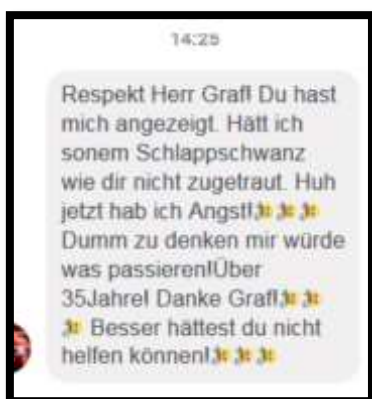 14:25
Respekt Herr Graf! Du hast
mich angezeigt. Hätt ich
sonem Schlappschwanz
wie dir nicht zugetraut. Huh
jetzt hab ich Angst!
Dumm zu denken mir würde
was passieren!Über
35Jahre! Danke Graf!
Besser hättest du nicht
helfen können!